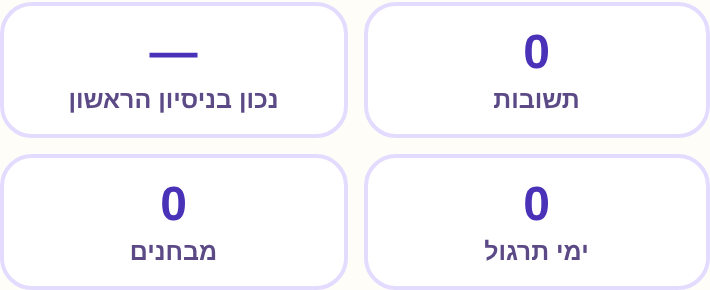 0
תשובות
—
נכון בניסיון הראשון
0
ימי תרגול
0
מבחנים